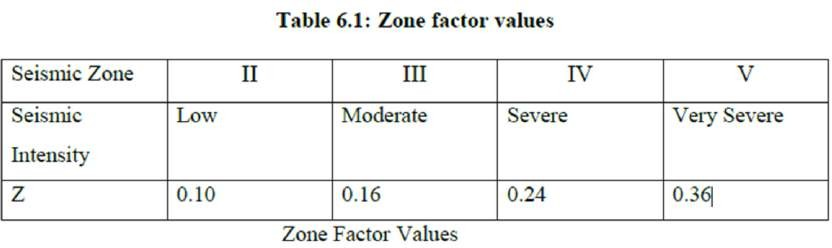 Table 6.1: Zone factor values
Seismic Zone II III IV V
Seismic Low Moderate Severe Very Severe
Intensity
Z 0.10 0.16 0.24 0.36
Zone Factor Values